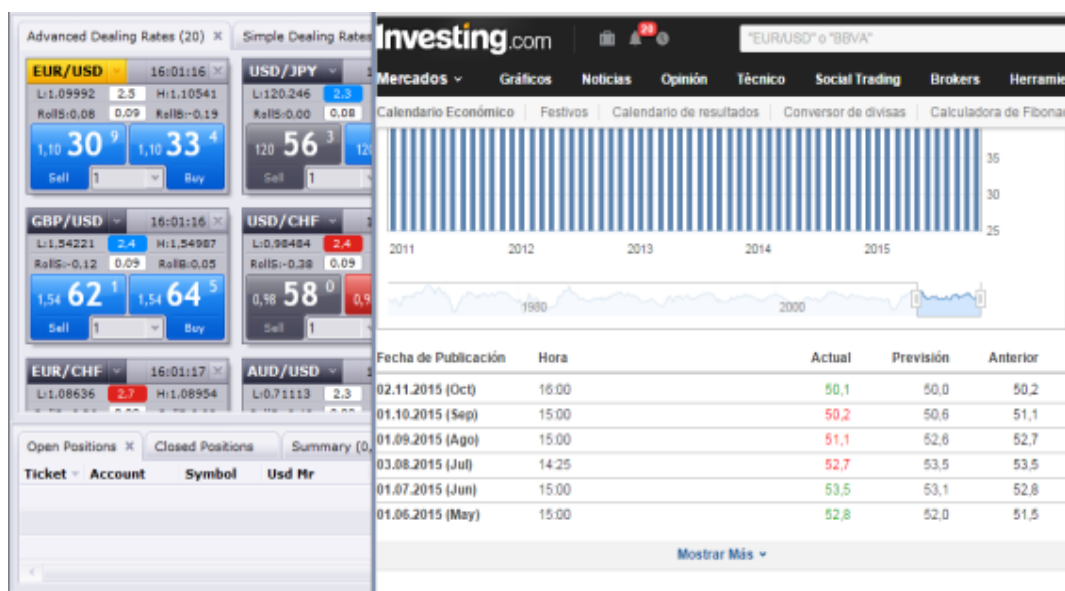 Advanced Dealing Rates (20) ×
Simple Dealing Rates
EUR/USD 16:01:16
L:1.09992 2.5 H:1.10541
RollS:0.08 0.09 RollB:-0.19
1,10 30 9
1,10 33 4
Sell 1 Buy
USD/JPY
L:120.246 2.3
RollS:0.00 0,08
120 56 3
120
Sell 1
GBP/USD 16:01:16
L:1,54221 2.4 H:1,54987
RollS:-0,12 0.09 RollB:0,05
1,54 62 1
1,54 64 5
Sell 1 Buy
USD/CHF
L:0,98484 2,4
RollS:-0,38 0,09
0,98 58 0
0,9
Sell 1
EUR/CHF 16:01:17
L:1.08636 2.7 H:1,08954
AUD/USD
L:0.71113 2.3
Open Positions ×
Closed Positions
Summary (0,
Ticket Account Symbol Usd Mr
Investing.com
20
"EUR/USD" o "BBVA"
Mercados Gráficos Noticias Opinión Técnico Social Trading Brokers Herramie
Calendario Económico Festivos Calendario de resultados Conversor de divisas Calculadora de Fibonac
35
30
25
2011 2012 2013 2014 2015
1980 2000
Fecha de Publicación Hora Actual Previsión Anterior
02.11.2015 (Oct) 16:00 50,1 50,0 50,2
01.10.2015 (Sep) 15:00 50,2 50,6 51,1
01.09.2015 (Ago) 15:00 51,1 52,6 52,7
03.08.2015 (Jul) 14:25 52,7 53,5 53,5
01.07.2015 (Jun) 15:00 53,5 53,1 52,8
01.06.2015 (May) 15:00 52,8 52,0 51,5
Mostrar Más